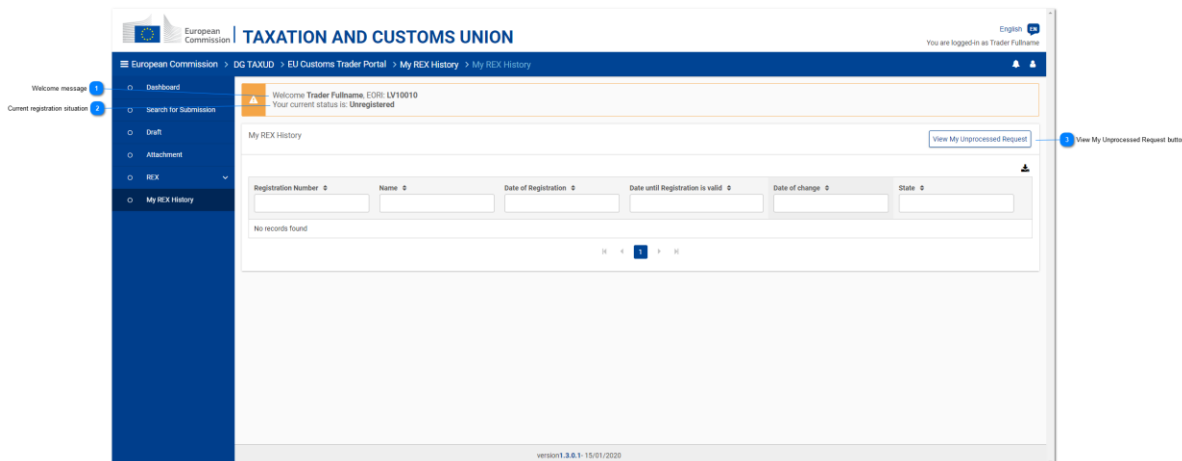 European
Commission
TAXATION AND CUSTOMS UNION
English EN
You are logged-in as Trader Fullname
European Commission > DG TAXUD > EU Customs Trader Portal > My REX History > My REX History
Welcome message 1
Current registration situation 2
Dashboard
Search for Submission
Draft
Attachment
REX
My REX History
Welcome Trader Fullname, EORI: LV10010
Your current status is: Unregistered
My REX History
View My Unprocessed Request
3 View My Unprocessed Request butto
Registration Number Name Date of Registration Date until Registration is valid Date of change State
No records found
1
version1.3.0.1- 15/01/2020